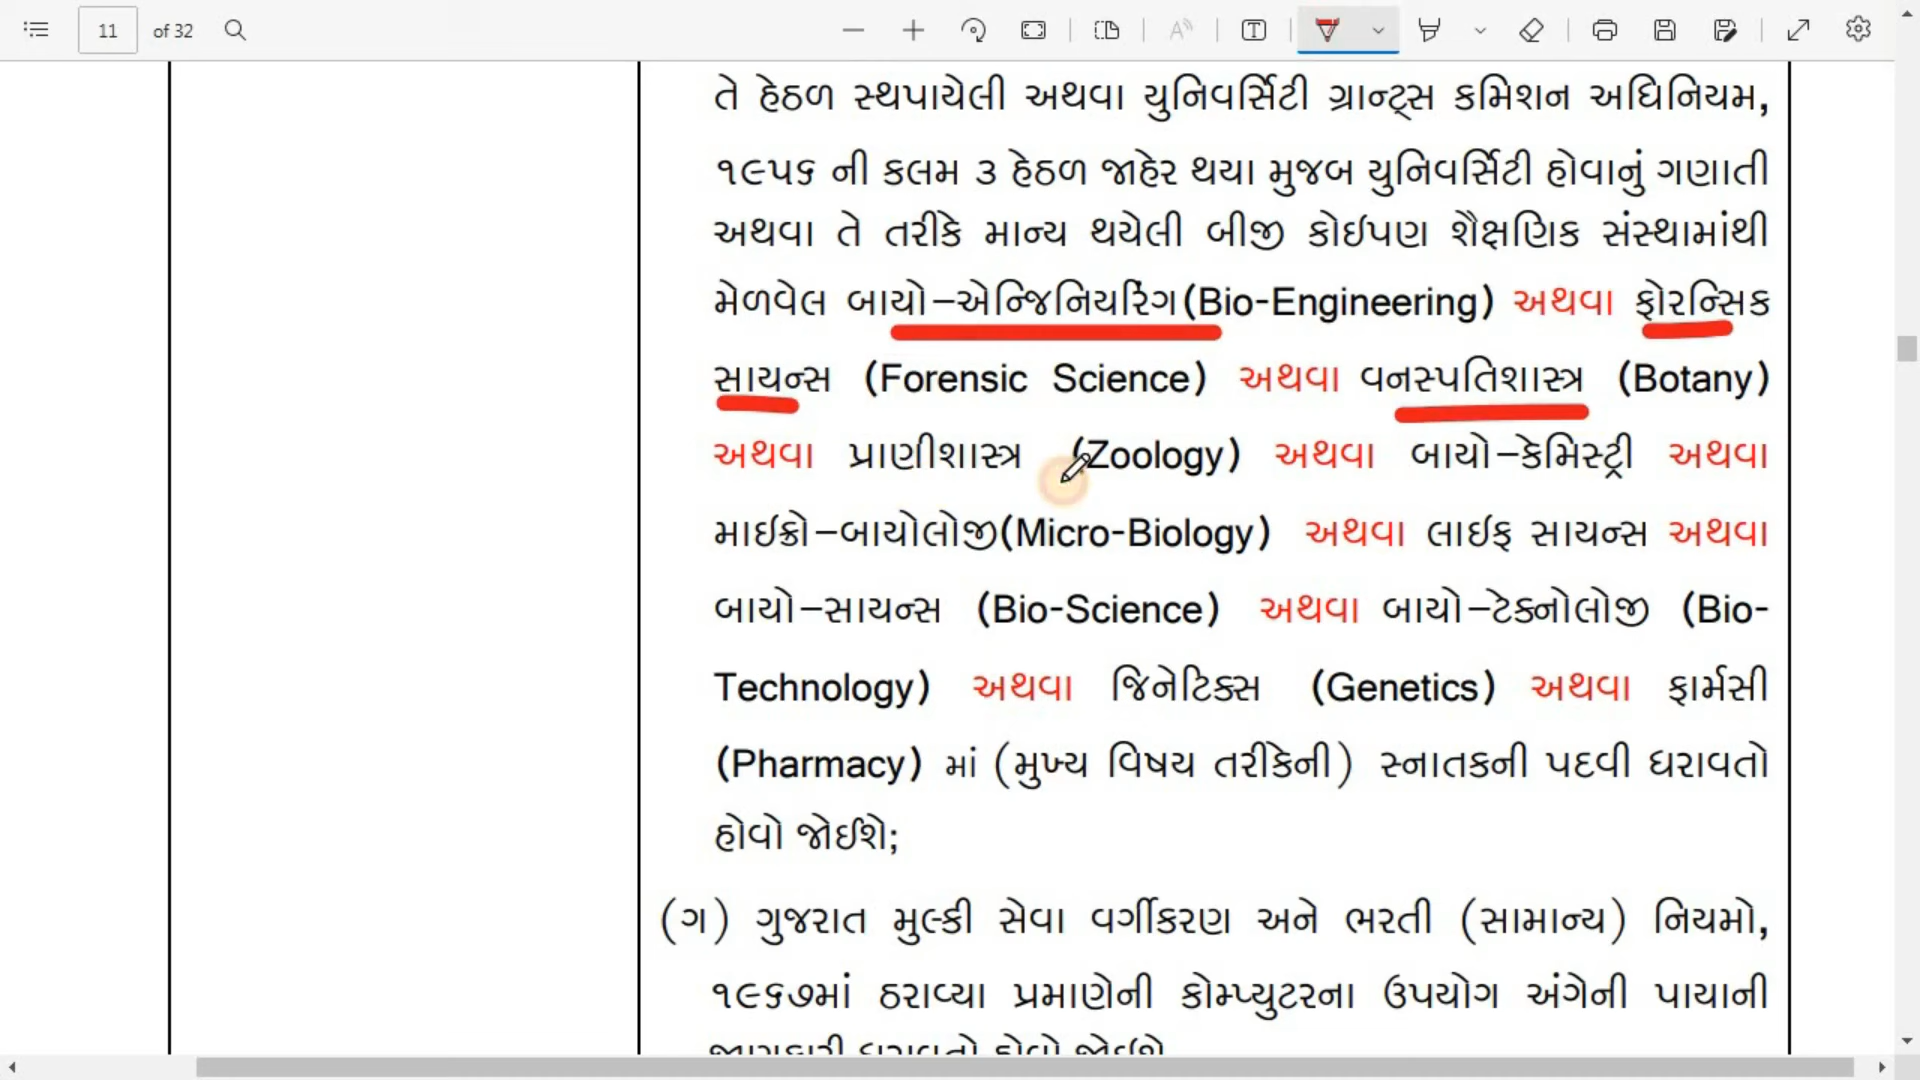 11 of 32
તે હેઠળ સ્થપાયેલી અથવા યુનિવર્સિટી ગ્રાન્ટ્સ કમિશન અધિનિયમ,
૧૯૫૬ ની કલમ ૩ હેઠળ જાહેર થયા મુજબ યુનિવર્સિટી હોવાનું ગણાતી
અથવા તે તરીકે માન્ય થયેલી બીજી કોઈપણ શૈક્ષણિક સંસ્થામાંથી
મેળવેલ બાયો–એન્જિનિયરિંગ(Bio-Engineering) અથવા ફોરન્સિક
સાયન્સ (Forensic Science) અથવા વનસ્પતિશાસ્ત્ર (Botany)
અથવા પ્રાણીશાસ્ત્ર (Zoology) અથવા બાયો–કેમિસ્ટ્રી અથવા
માઈક્રો–બાયોલોજી(Micro-Biology) અથવા લાઈફ સાયન્સ અથવા
બાયો–સાયન્સ (Bio-Science) અથવા બાયો–ટેક્નોલોજી (Bio-
Technology) અથવા જિનેટિક્સ (Genetics) અથવા ફાર્મસી
(Pharmacy) માં (મુખ્ય વિષય તરીકેની) સ્નાતકની પદવી ધરાવતો
હોવો જોઈશે;
(ગ) ગુજરાત મુલ્કી સેવા વર્ગીકરણ અને ભરતી (સામાન્ય) નિયમો,
૧૯૬૭માં ઠરાવ્યા પ્રમાણેની કોમ્પ્યુટરના ઉપયોગ અંગેની પાયાની